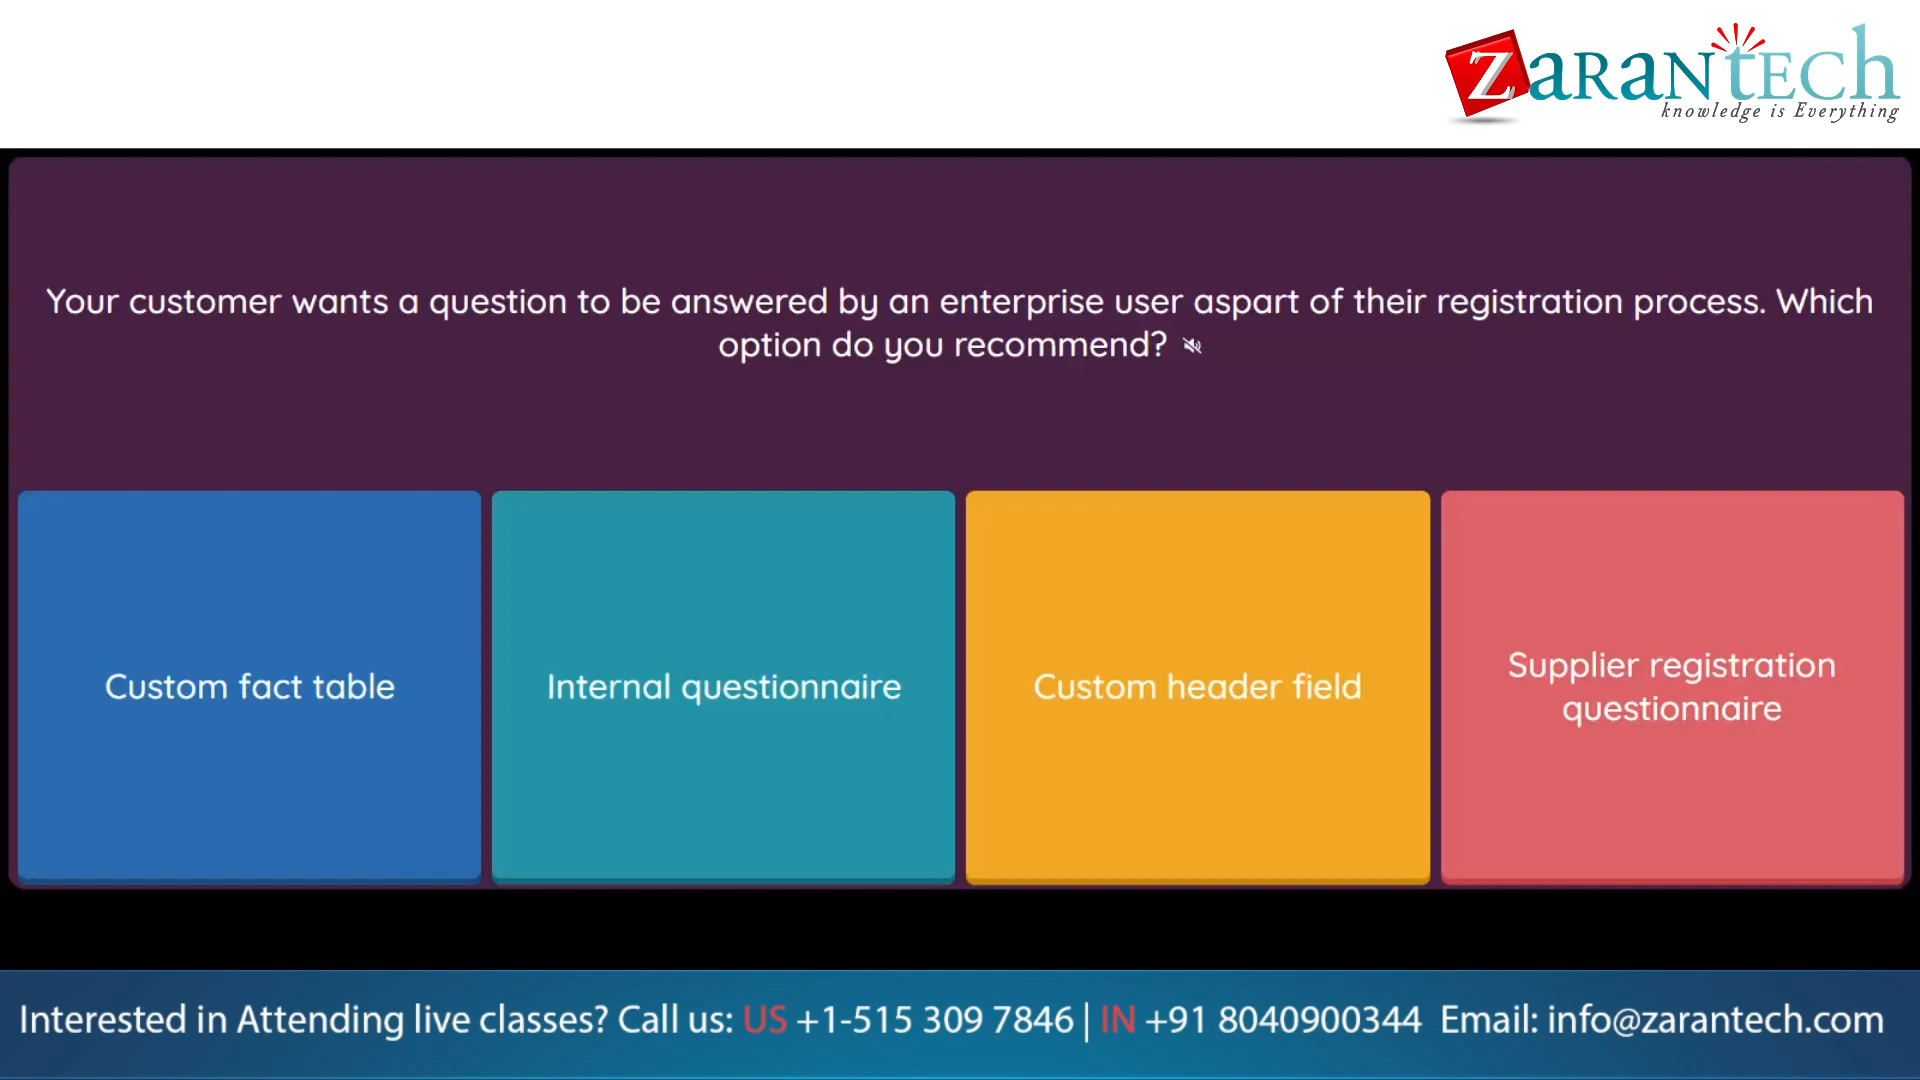 ZaranTech
knowledge is Everything
Your customer wants a question to be answered by an enterprise user aspart of their registration process. Which
option do you recommend?
Custom fact table
Internal questionnaire
Custom header field
Supplier registration
questionnaire
Interested in Attending live classes? Call us: US +1-515 309 7846 | IN +91 8040900344 Email: info@zarantech.com